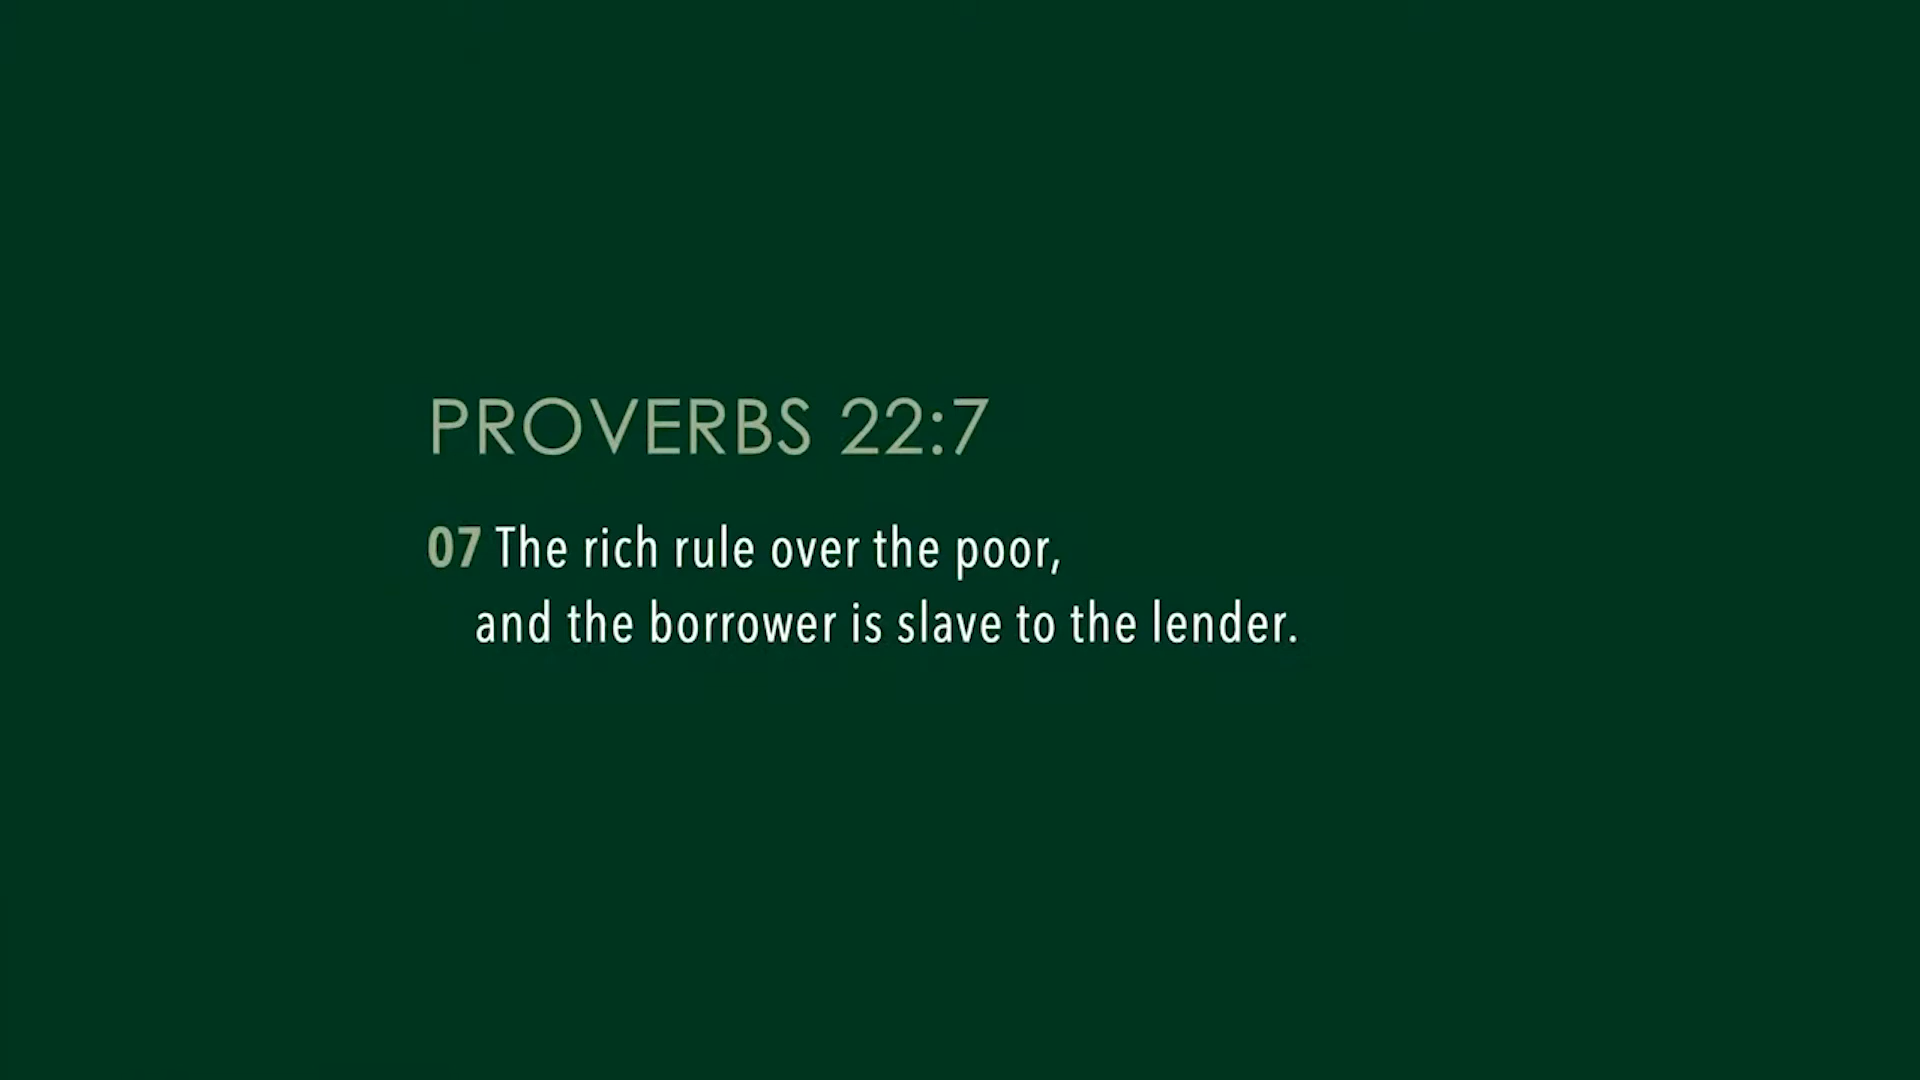 PROVERBS 22:7
07 The rich rule over the poor,
and the borrower is slave to the lender.